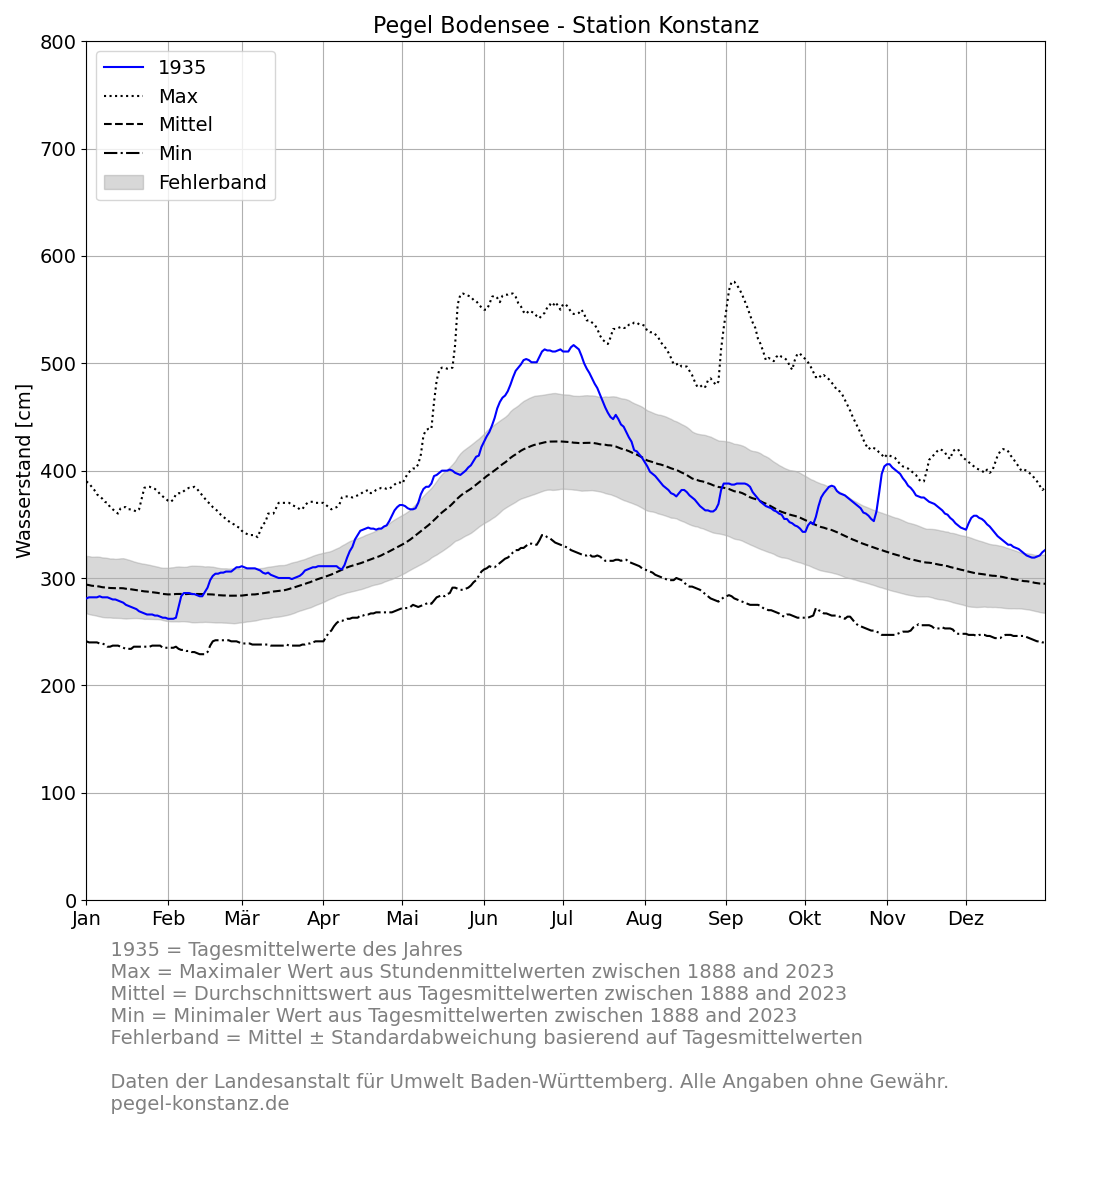 Pegel Bodensee - Station Konstanz
800
700
600
500
400
300
200
100
0
Wasserstand [cm]
1935
Max
Mittel
Min
Fehlerband
Jan Feb Mär Apr Mai Jun Jul Aug Sep Okt Nov Dez
1935 = Tagesmittelwerte des Jahres
Max = Maximaler Wert aus Stundenmittelwerten zwischen 1888 and 2023
Mittel = Durchschnittswert aus Tagesmittelwerten zwischen 1888 and 2023
Min = Minimaler Wert aus Tagesmittelwerten zwischen 1888 and 2023
Fehlerband = Mittel ± Standardabweichung basierend auf Tagesmittelwerten
Daten der Landesanstalt für Umwelt Baden-Württemberg. Alle Angaben ohne Gewähr.
pegel-konstanz.de